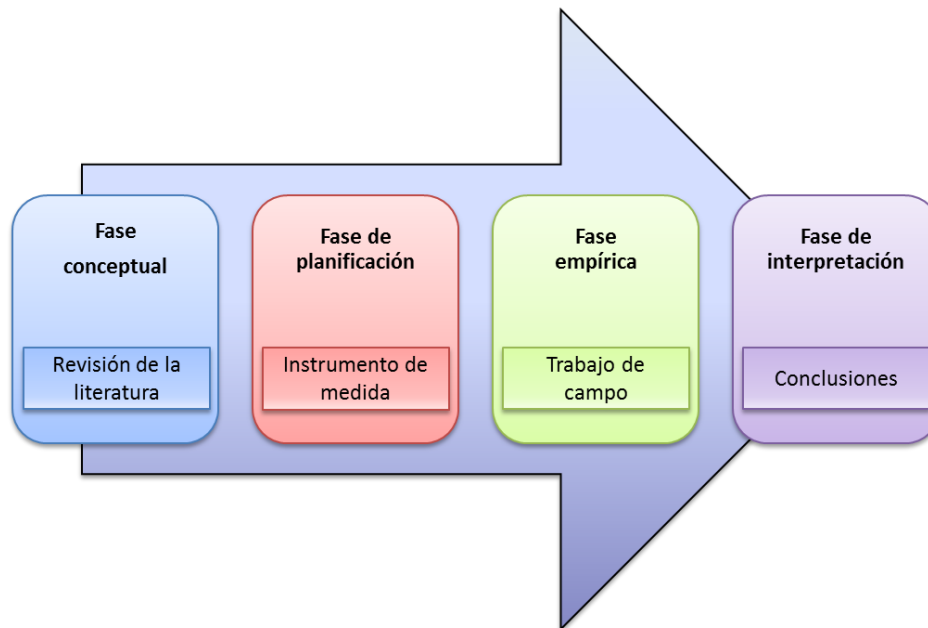 Fase
conceptual
Revisión de la
literatura
Fase de
planificación
Instrumento de
medida
Fase
empírica
Trabajo de
campo
Fase de
interpretación
Conclusiones